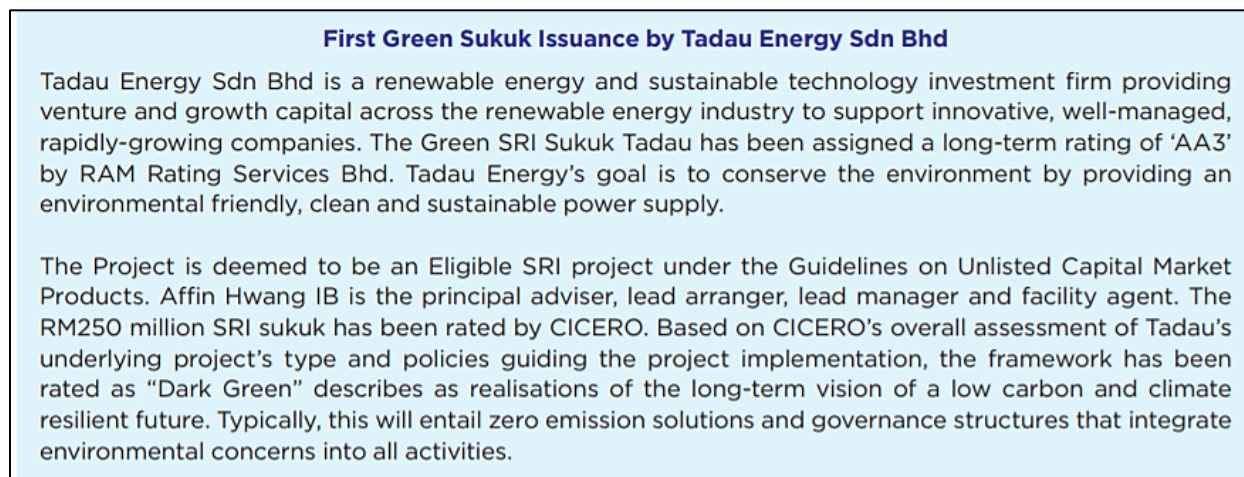 First Green Sukuk Issuance by Tadau Energy Sdn Bhd
Tadau Energy Sdn Bhd is a renewable energy and sustainable technology investment firm providing
venture and growth capital across the renewable energy industry to support innovative, well-managed,
rapidly-growing companies. The Green SRI Sukuk Tadau has been assigned a long-term rating of ‘AA3’
by RAM Rating Services Bhd. Tadau Energy’s goal is to conserve the environment by providing an
environmental friendly, clean and sustainable power supply.
The Project is deemed to be an Eligible SRI project under the Guidelines on Unlisted Capital Market
Products. Affin Hwang IB is the principal adviser, lead arranger, lead manager and facility agent. The
RM250 million SRI sukuk has been rated by CICERO. Based on CICERO’s overall assessment of Tadau’s
underlying project’s type and policies guiding the project implementation, the framework has been
rated as “Dark Green” describes as realisations of the long-term vision of a low carbon and climate
resilient future. Typically, this will entail zero emission solutions and governance structures that integrate
environmental concerns into all activities.